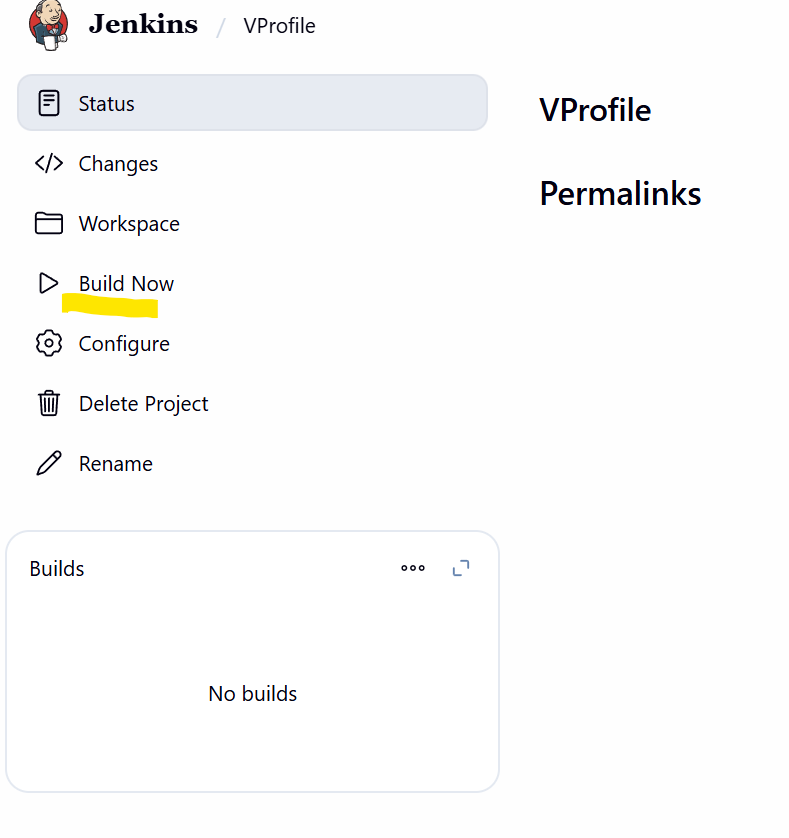 Jenkins / VProfile
Status
Changes
Workspace
Build Now
Configure
Delete Project
Rename
VProfile
Permalinks
Builds
No builds